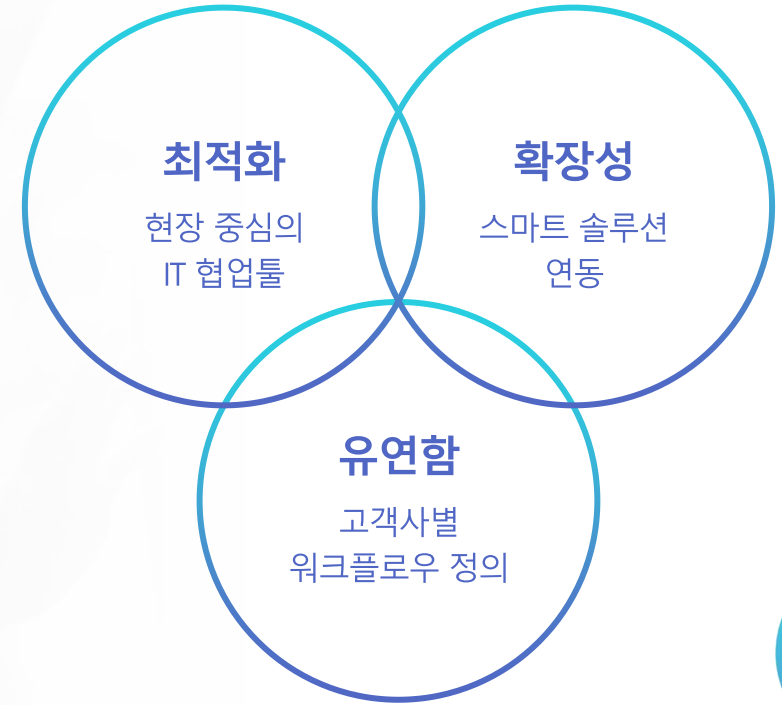 최적화
현장 중심의
IT 협업툴
확장성
스마트 솔루션
연동
유연함
고객사별
워크플로우 정의